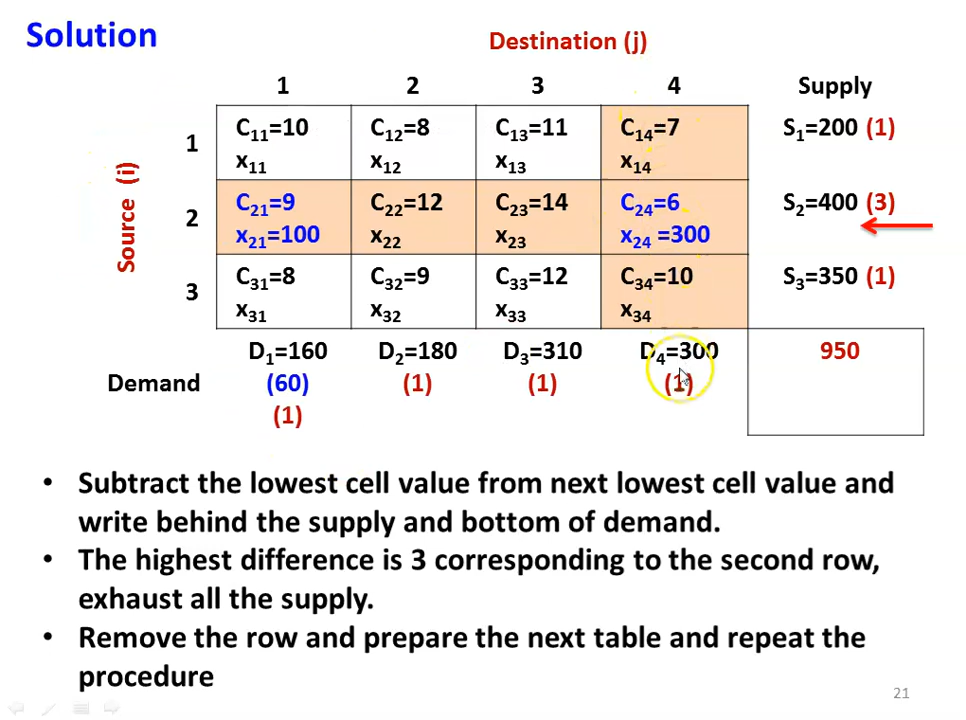 Solution
Destination (j)
1 2 3 4 Supply
Source (i)
1 C11=10 C12=8 C13=11 C14=7 S1=200 (1)
x11 x12 x13 x14
2 C21=9 C22=12 C23=14 C24=6 S2=400 (3)
x21=100 x22 x23 x24 =300
3 C31=8 C32=9 C33=12 C34=10 S3=350 (1)
x31 x32 x33 x34
D1=160 D2=180 D3=310 D4=300 950
Demand (60) (1) (1) (1)
(1)
• Subtract the lowest cell value from next lowest cell value and
write behind the supply and bottom of demand.
• The highest difference is 3 corresponding to the second row,
exhaust all the supply.
• Remove the row and prepare the next table and repeat the
procedure
21